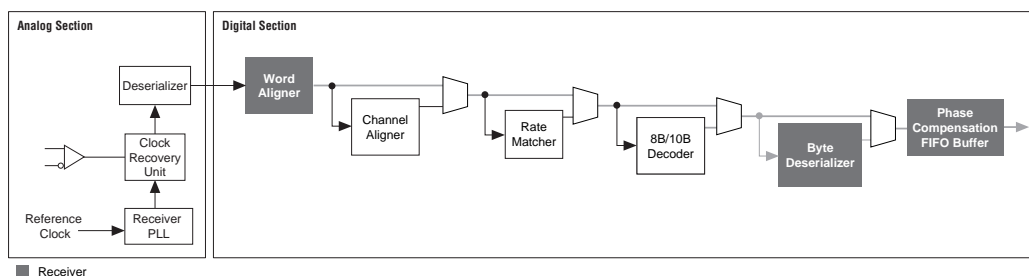 Analog Section
Digital Section
Deserializer
Word
Aligner
Channel
Aligner
Rate
Matcher
8B/10B
Decoder
Byte
Deserializer
Phase
Compensation
FIFO Buffer
Clock
Recovery
Unit
Reference
Clock
Receiver
PLL
Receiver